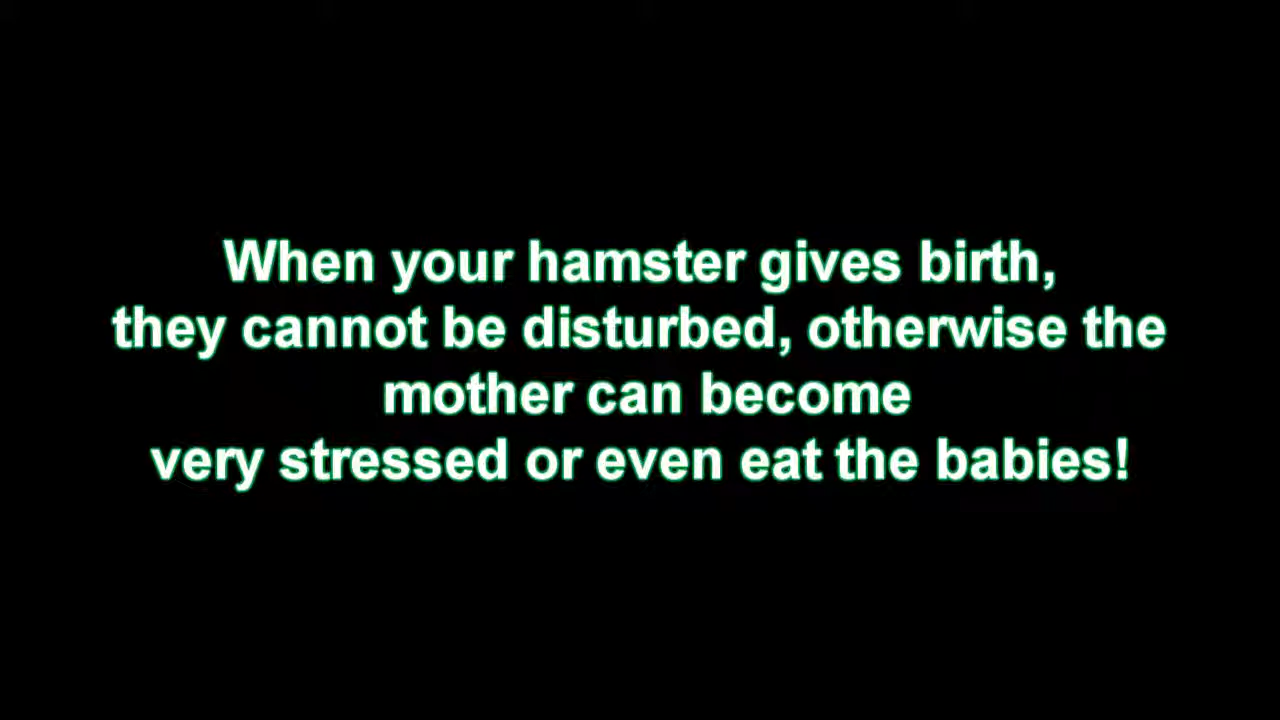 When your hamster gives birth,
they cannot be disturbed, otherwise the
mother can become
very stressed or even eat the babies!